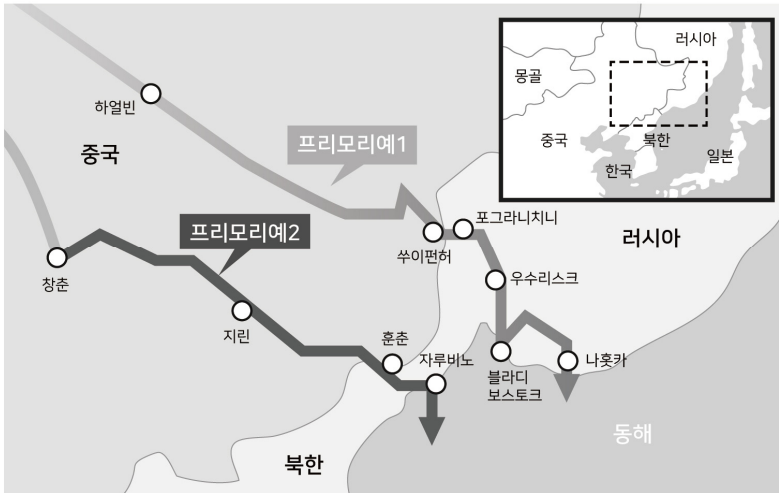 러시아
몽골
중국
북한
한국
일본
하얼빈
중국
프리모리예1
포그라니치니
쑤이펀허
러시아
프리모리예2
창춘
우수리스크
지린
훈춘
자루비노
블라디
보스토크
나홋카
동해
북한